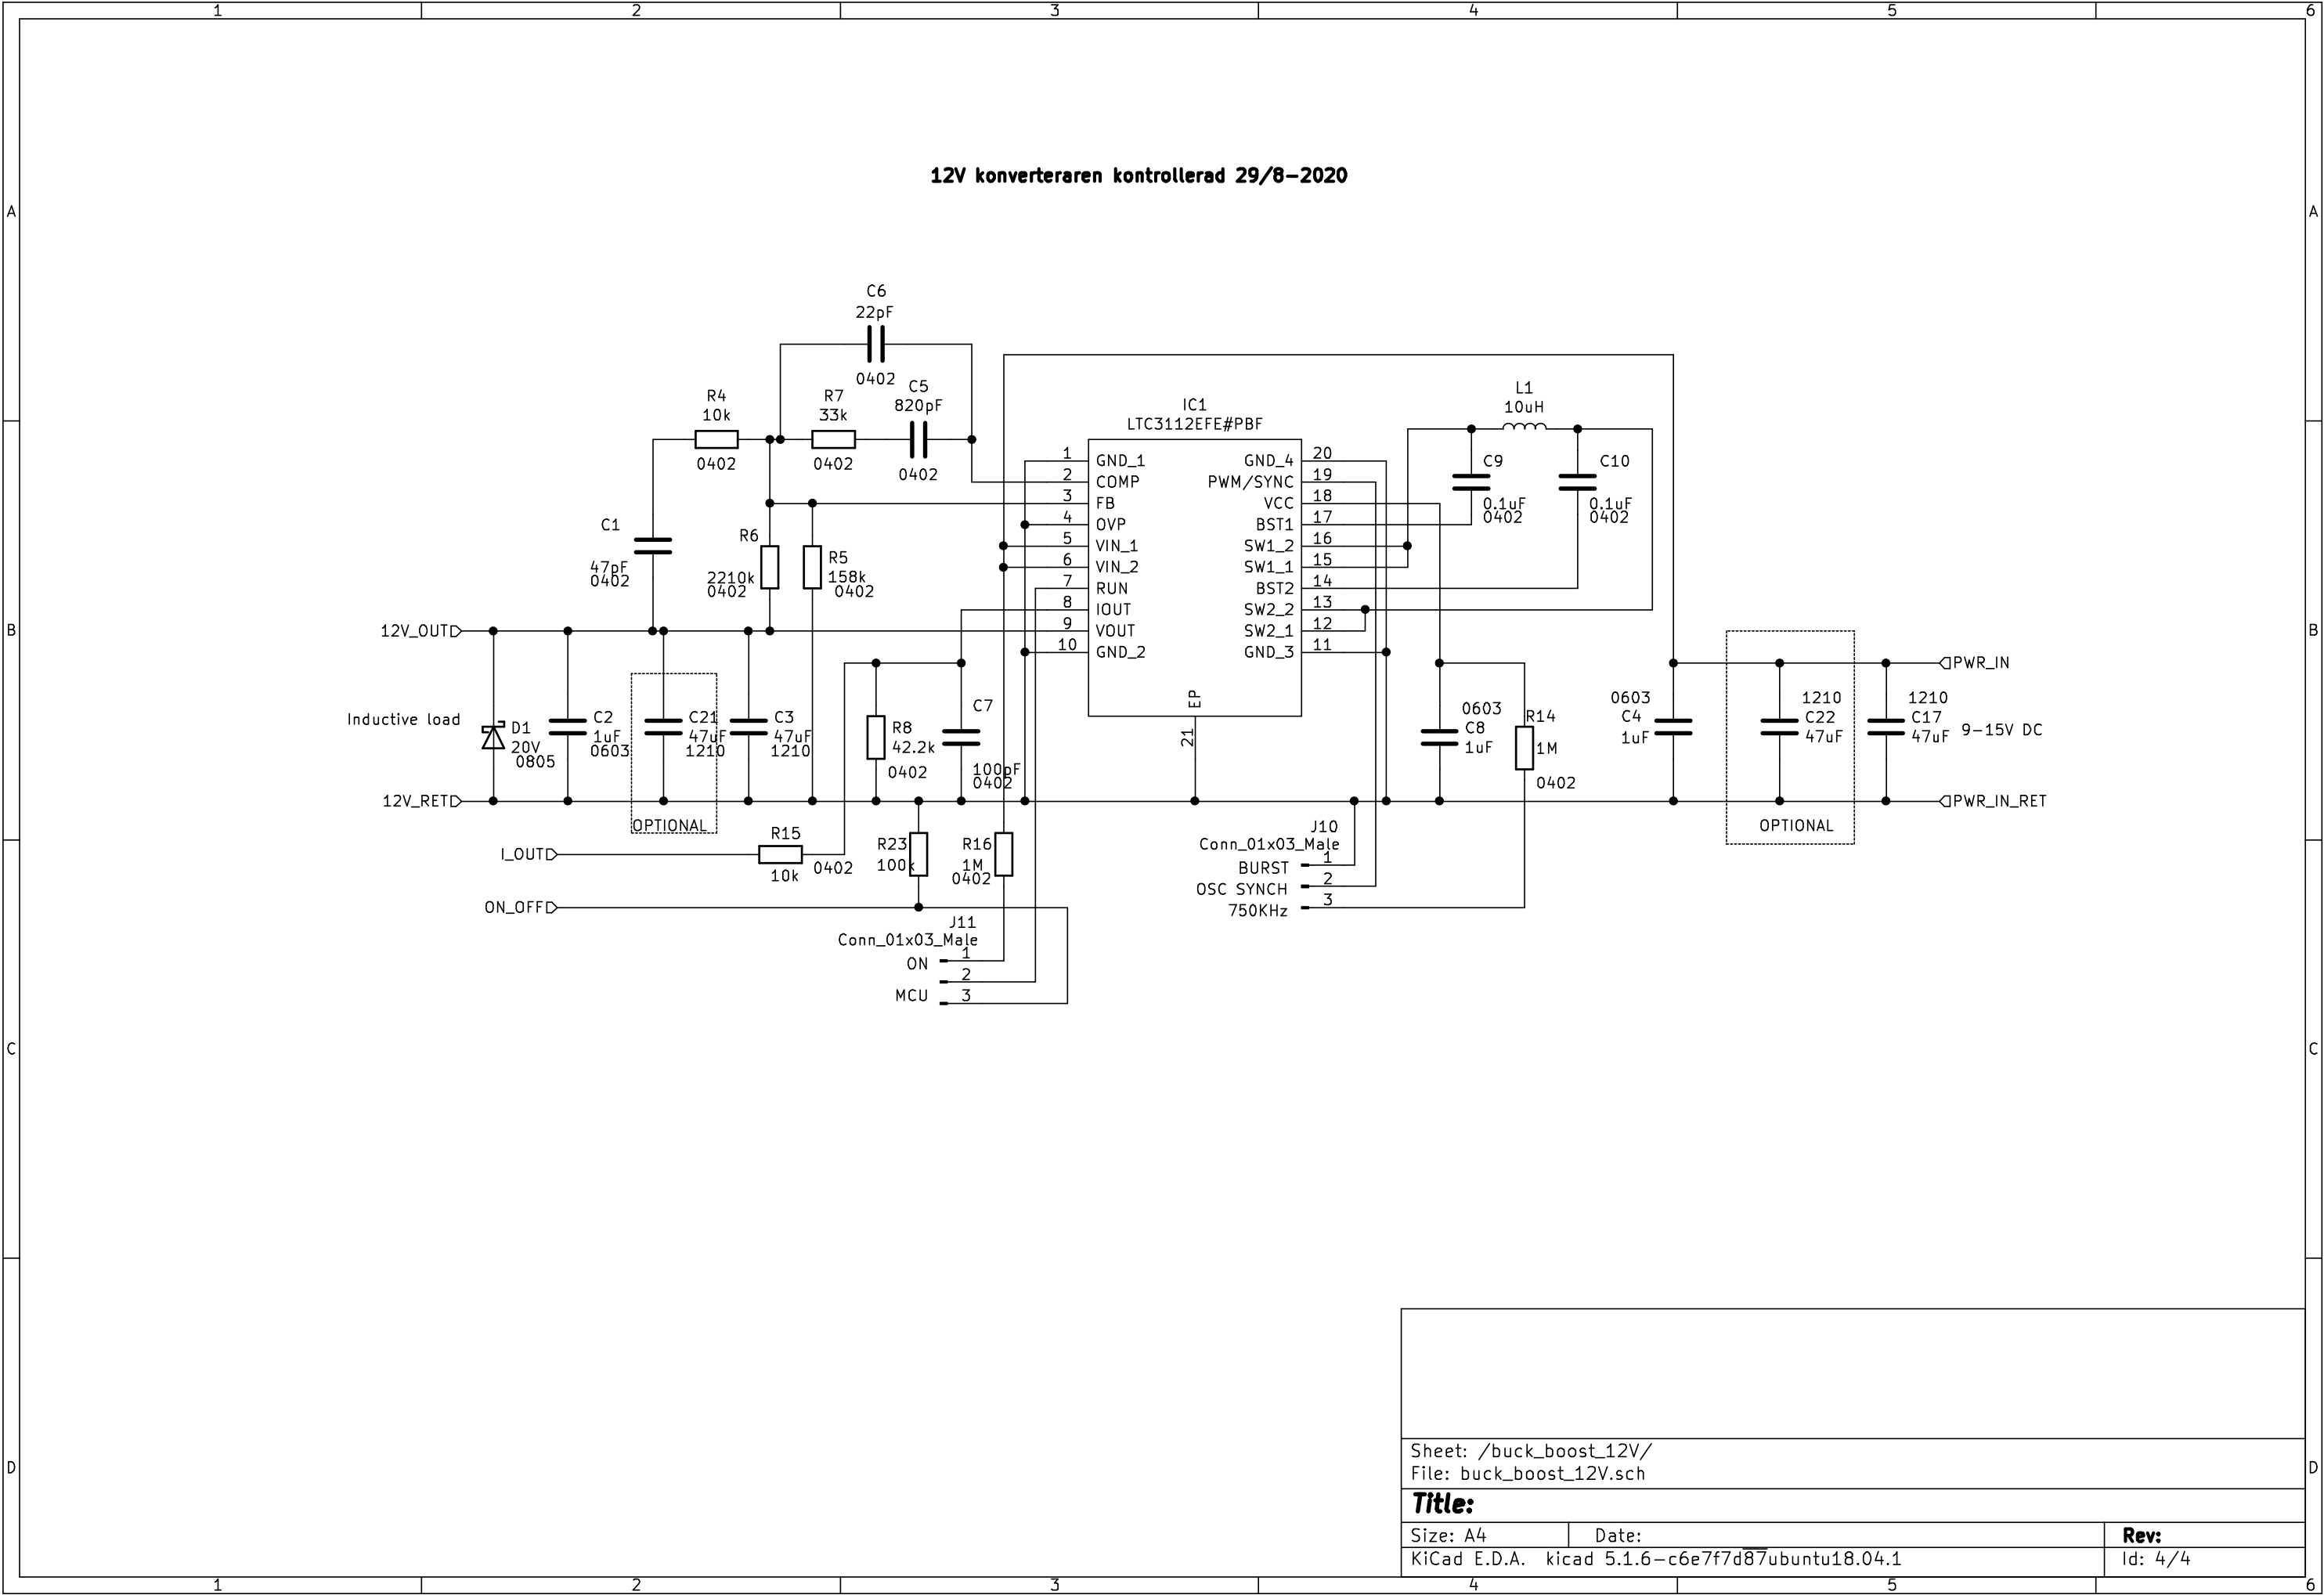 1 2 3 4 5 6
A A
12V konverteraren kontrollerad 29/8-2020
C6
22pF
0402
R4
10k
0402
R7
33k
0402
C5
820pF
0402
IC1
LTC3112EFE#PBF
1 GND_1
2 COMP
3 FB
4 OVP
5 VIN_1
6 VIN_2
7 RUN
8 IOUT
9 VOUT
10 GND_2
GND_4 20
PWM/SYNC 19
VCC 18
BST1 17
SW1_2 16
SW1_1 15
BST2 14
SW2_2 13
SW2_1 12
GND_3 11
EP
21
L1
10uH
C9
0.1uF
0402
C10
0.1uF
0402
C1
47pF
0402
R6
2210k
0402
R5
158k
0402
B B
12V_OUT
Inductive load
D1
20V
0805
C2
1uF
0603
C21
47uF
1210
OPTIONAL
C3
47uF
1210
R8
42.2k
0402
C7
100pF
0402
0603
C8
1uF
R14
1M
0402
0603
C4
1uF
1210
C22
47uF
OPTIONAL
1210
C17
47uF
9-15V DC
PWR_IN
PWR_IN_RET
12V_RET
I_OUT
R15
10k
0402
R23
100k
R16
1M
0402
ON_OFF
J10
Conn_01x03_Male
BURST 1
OSC SYNCH 2
750KHz 3
J11
Conn_01x03_Male
ON 1
2
MCU 3
C C
D D
Sheet: /buck_boost_12V/
File: buck_boost_12V.sch
Title:
Size: A4 Date: Rev:
KiCad E.D.A. kicad 5.1.6-c6e7f7d87ubuntu18.04.1 Id: 4/4
1 2 3 4 5 6